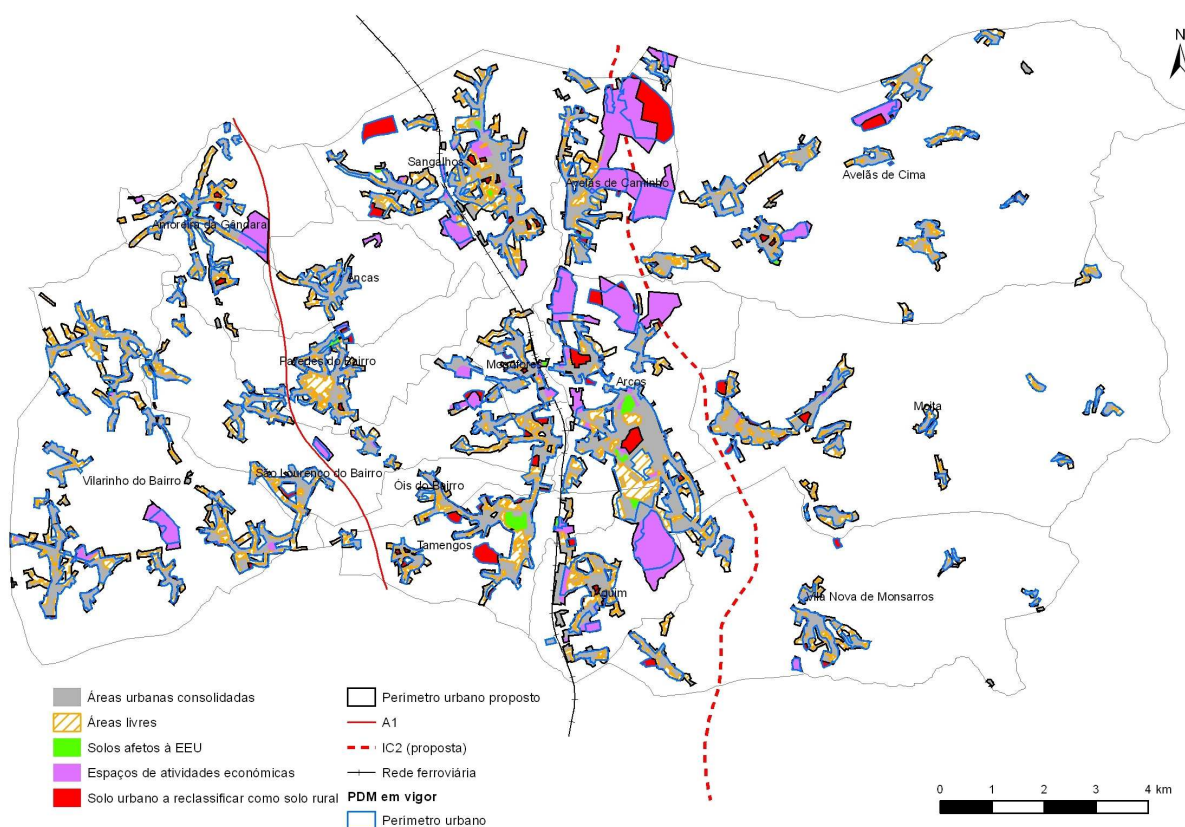 N
Sangalhos
Avelãs de Caminho
Avelãs de Cima
Amoreira da Gândara
Ancas
Paredes do Bairro
Mogofores
Arcos
Moita
Vilarinho do Bairro
São Lourenço do Bairro
Óis do Bairro
Tamengos
Aguim
Vila Nova de Monsarros
Áreas urbanas consolidadas
Áreas livres
Solos afetos à EEU
Espaços de atividades económicas
Solo urbano a reclassificar como solo rural
Perimetro urbano proposto
A1
IC2 (proposta)
Rede ferroviária
PDM em vigor
Perimetro urbano
0 1 2 3 4 km